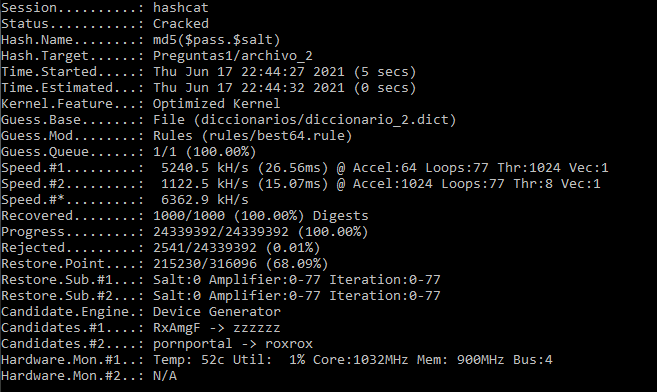 Session..........: hashcat
Status...........: Cracked
Hash.Name........: md5($pass.$salt)
Hash.Target......: Preguntas1/archivo_2
Time.Started.....: Thu Jun 17 22:44:27 2021 (5 secs)
Time.Estimated...: Thu Jun 17 22:44:32 2021 (0 secs)
Kernel.Feature...: Optimized Kernel
Guess.Base.......: File (diccionarios/diccionario_2.dict)
Guess.Mod........: Rules (rules/best64.rule)
Guess.Queue......: 1/1 (100.00%)
Speed.#1.........:  5240.5 kH/s (26.56ms) @ Accel:64 Loops:77 Thr:1024 Vec:1
Speed.#2.........:  1122.5 kH/s (15.07ms) @ Accel:1024 Loops:77 Thr:8 Vec:1
Speed.#*.........:  6362.9 kH/s
Recovered........: 1000/1000 (100.00%) Digests
Progress.........: 24339392/24339392 (100.00%)
Rejected.........: 2541/24339392 (0.01%)
Restore.Point....: 215230/316096 (68.09%)
Restore.Sub.#1...: Salt:0 Amplifier:0-77 Iteration:0-77
Restore.Sub.#2...: Salt:0 Amplifier:0-77 Iteration:0-77
Candidate.Engine.: Device Generator
Candidates.#1....: RxAmgF -> zzzzzz
Candidates.#2....: pornportal -> roxrox
Hardware.Mon.#1..: Temp: 52c Util:  1% Core:1032MHz Mem: 900MHz Bus:4
Hardware.Mon.#2..: N/A